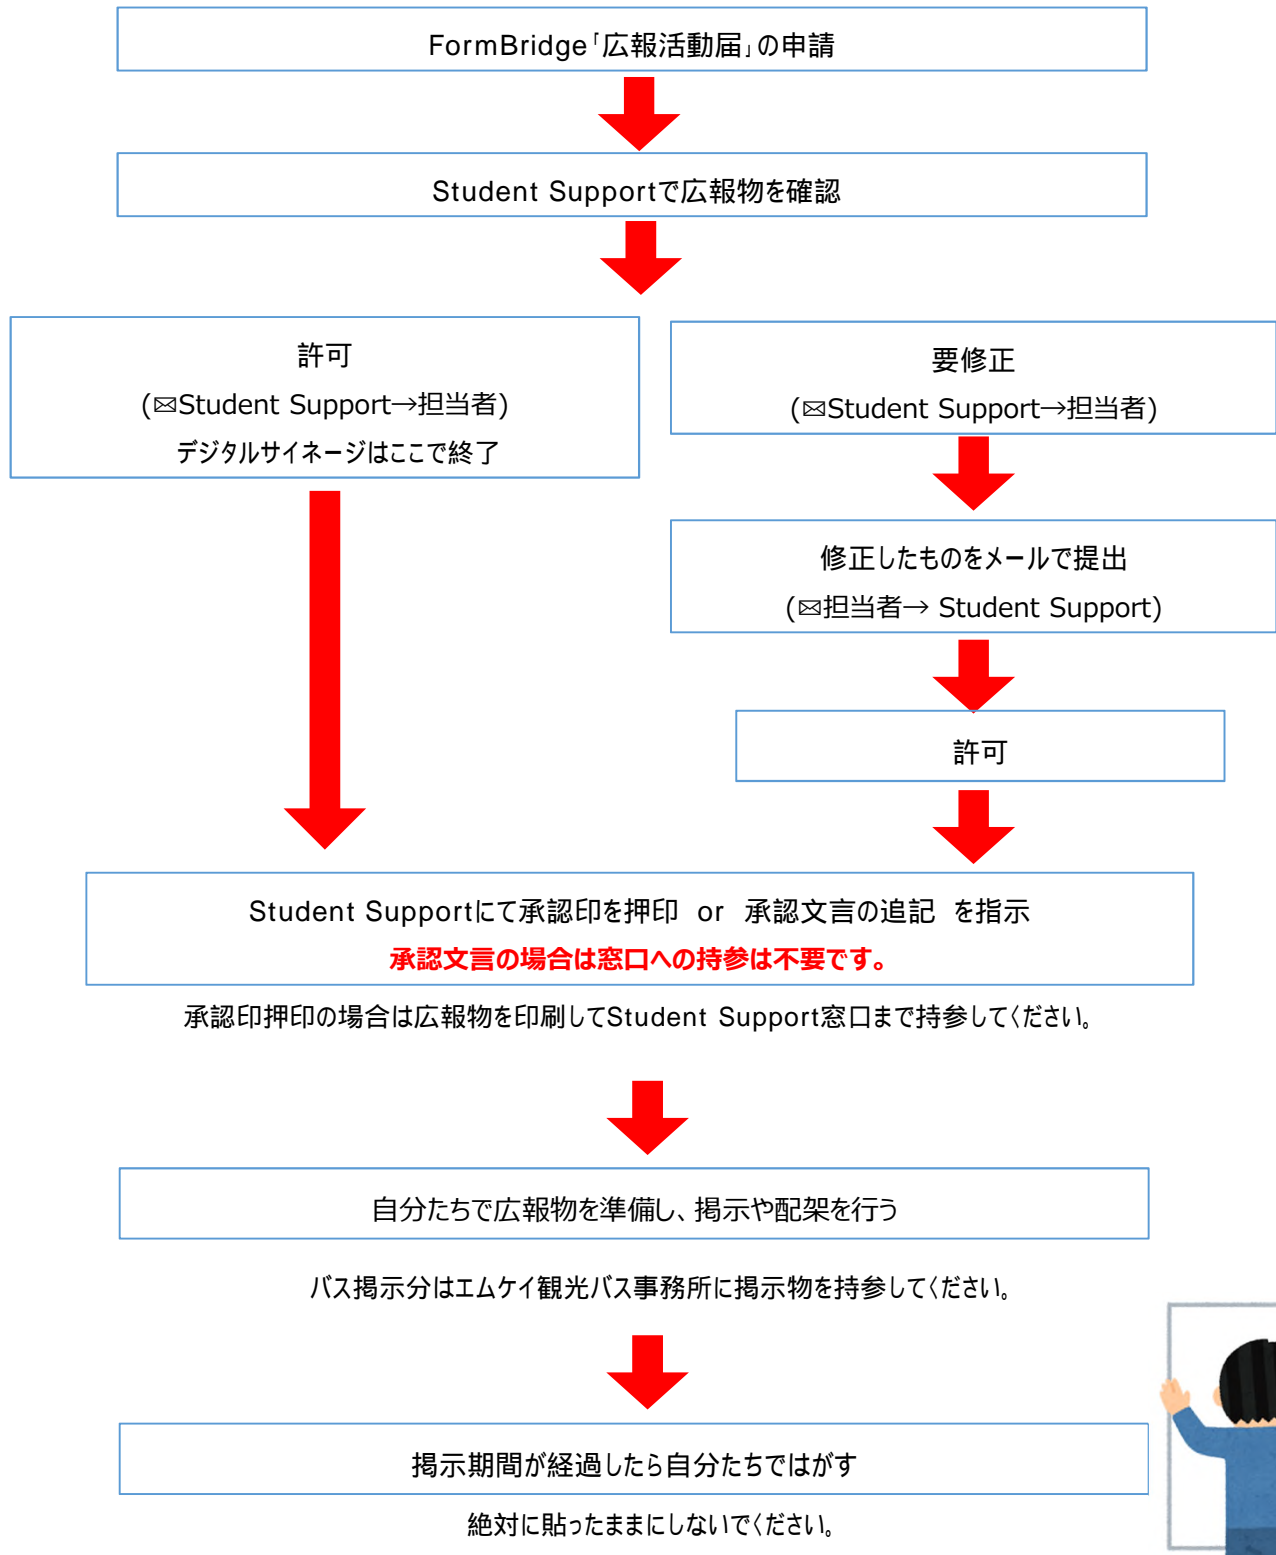 FormBridge「広報活動届」の申請
Student Supportで広報物を確認
許可
(✉Student Support→担当者)
デジタルサイネージはここで終了
要修正
(✉Student Support→担当者)
修正したものをメールで提出
(✉担当者→ Student Support)
許可
Student Supportにて承認印を押印 or 承認文言の追記 を指示
承認文言の場合は窓口への持参は不要です。
承認印押印の場合は広報物を印刷してStudent Support窓口まで持参してください。
自分たちで広報物を準備し、掲示や配架を行う
バス掲示分はエムケイ観光バス事務所に掲示物を持参してください。
掲示期間が経過したら自分たちではがす
絶対に貼ったままにしないでください。